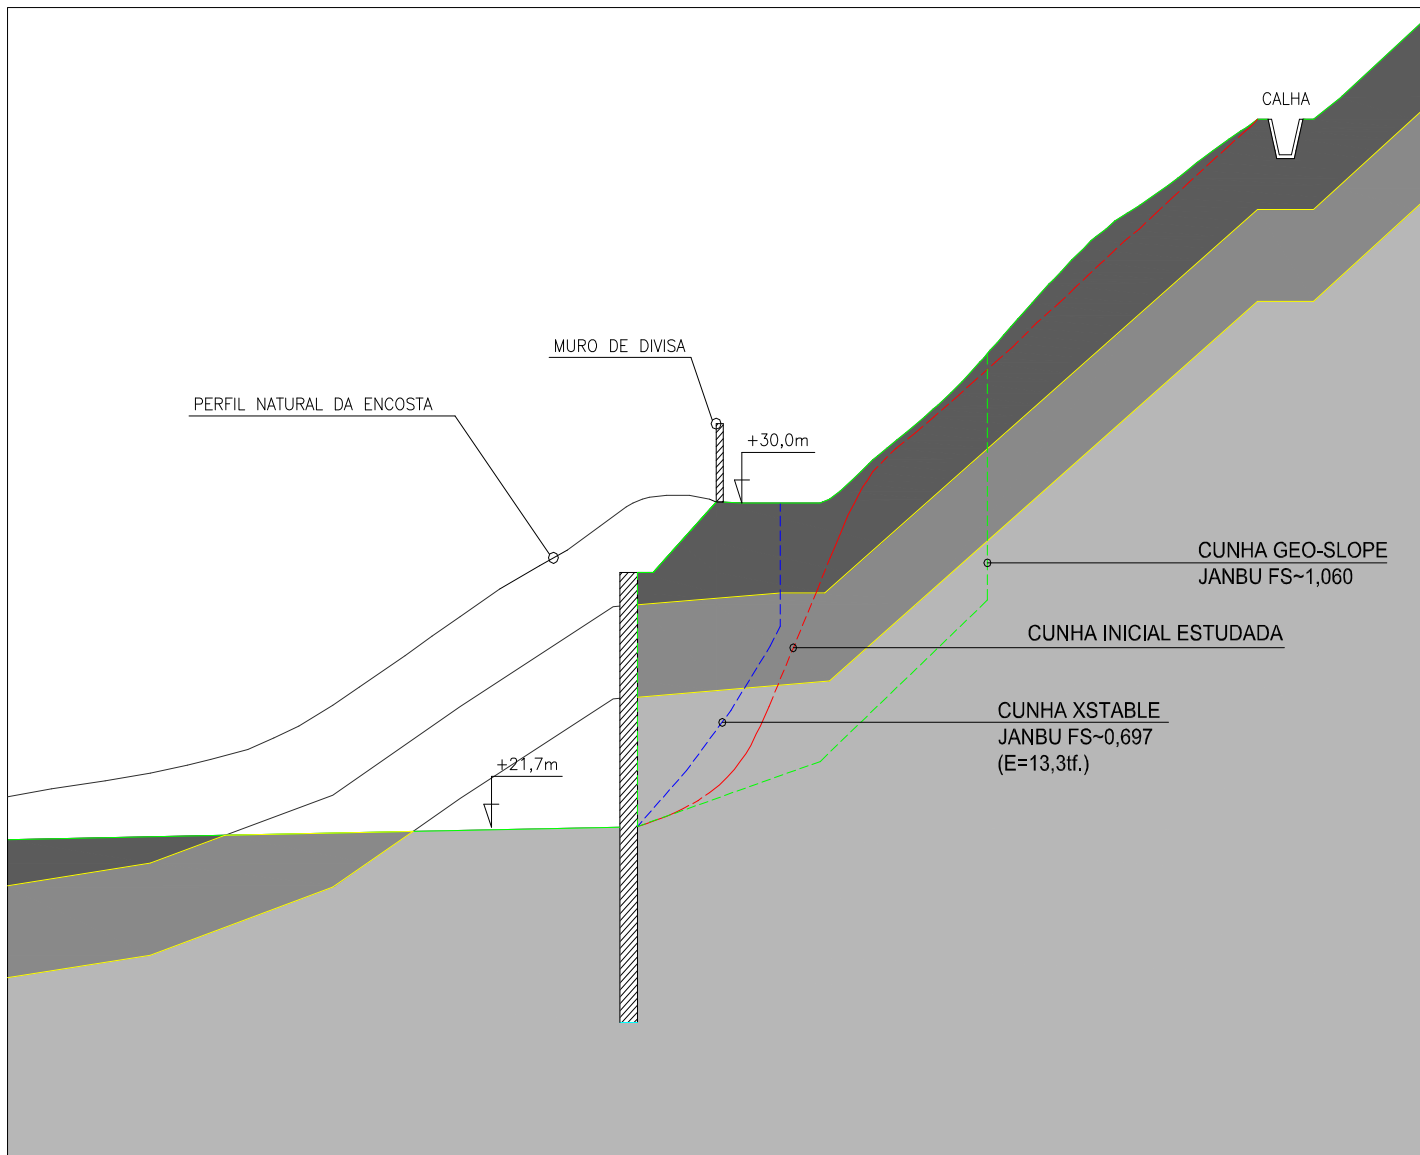 CALHA
MURO DE DIVISA
PERFIL NATURAL DA ENCOSTA
+30,0m
CUNHA GEO-SLOPE
JANBU FS~1,060
CUNHA INICIAL ESTUDADA
CUNHA XSTABLE
JANBU FS~0,697
(E=13,3tf.)
+21,7m